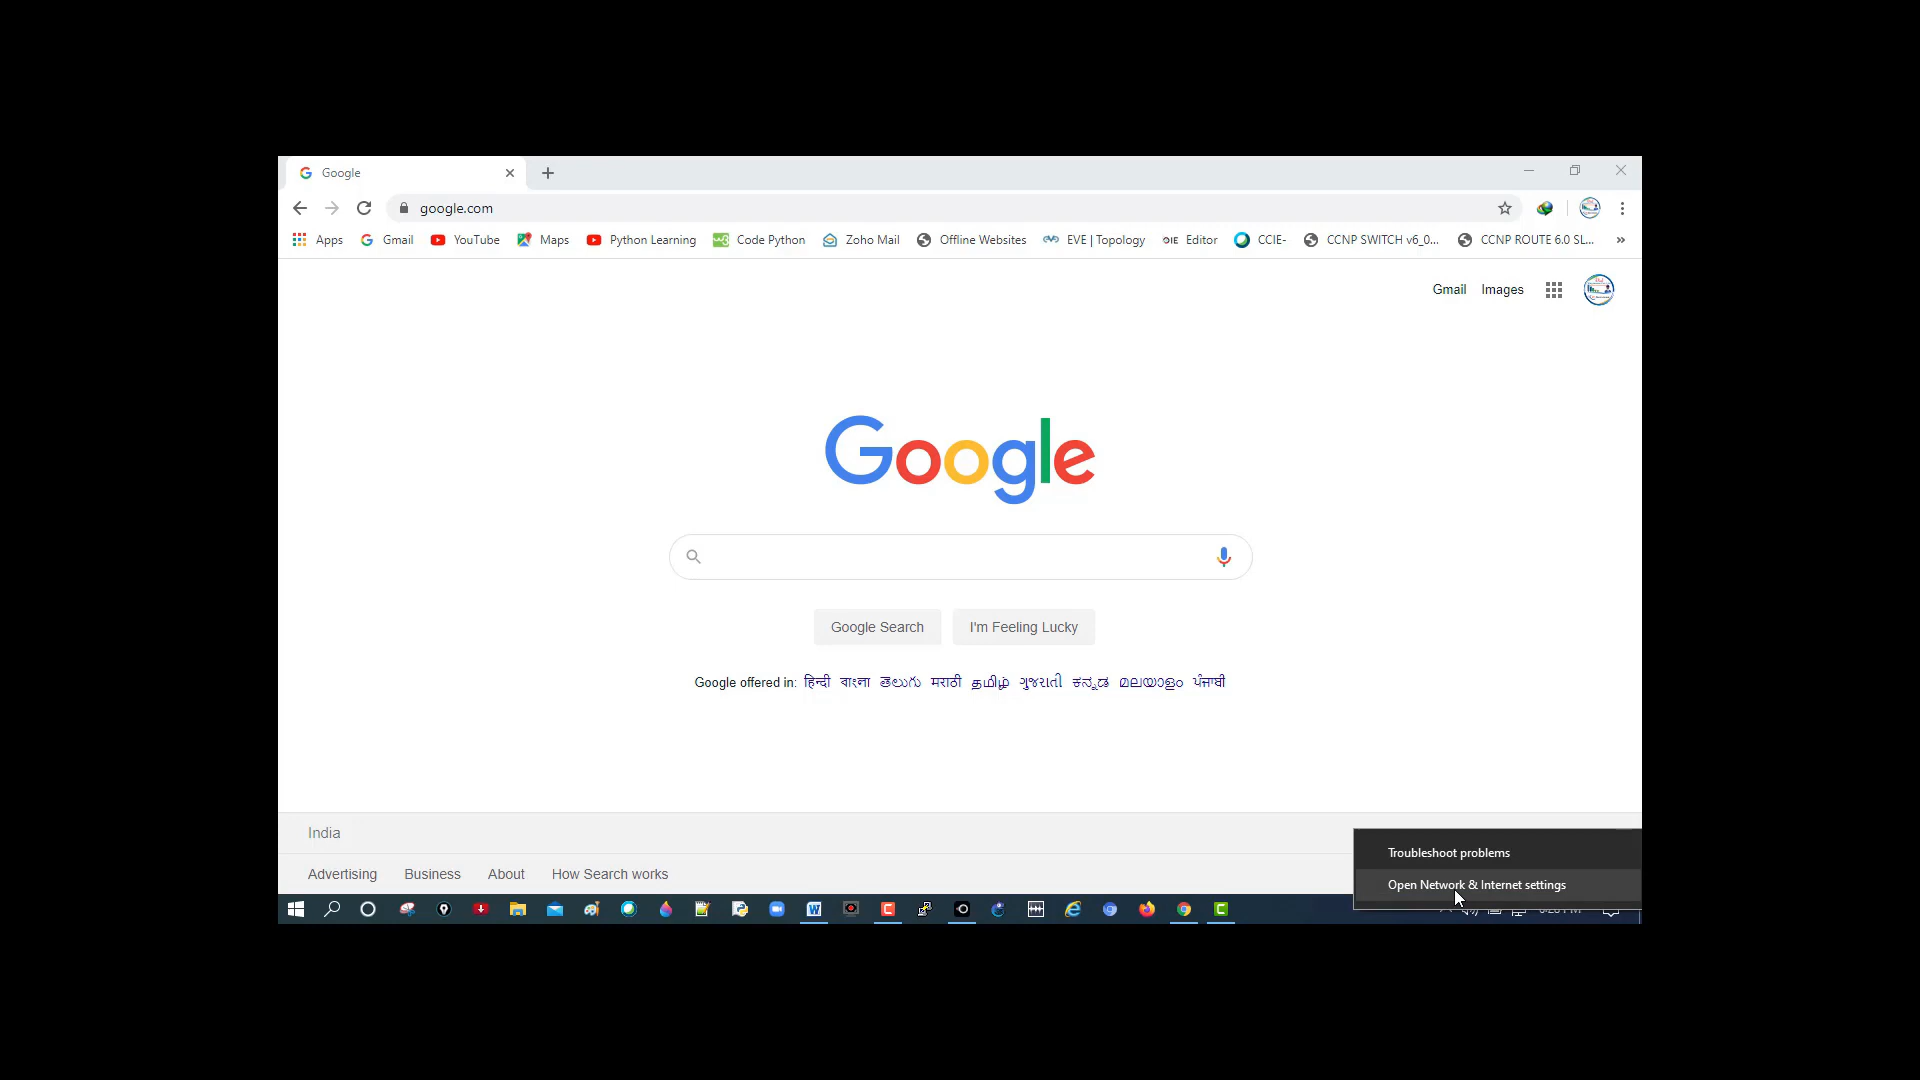 Google
google.com
Apps Gmail YouTube Maps Python Learning Code Python Zoho Mail Offline Websites EVE | Topology Editor CCIE- CCNP SWITCH v6_0... CCNP ROUTE 6.0 SL... »
Gmail Images
Google
Google Search I'm Feeling Lucky
Google offered in: हिन्दी বাংলা తెలుగు मराठी தமிழ் ગુજરાતી ಕನ್ನಡ മലയാളം ਪੰਜਾਬੀ
India
Troubleshoot problems
Advertising Business About How Search works
Open Network & Internet settings